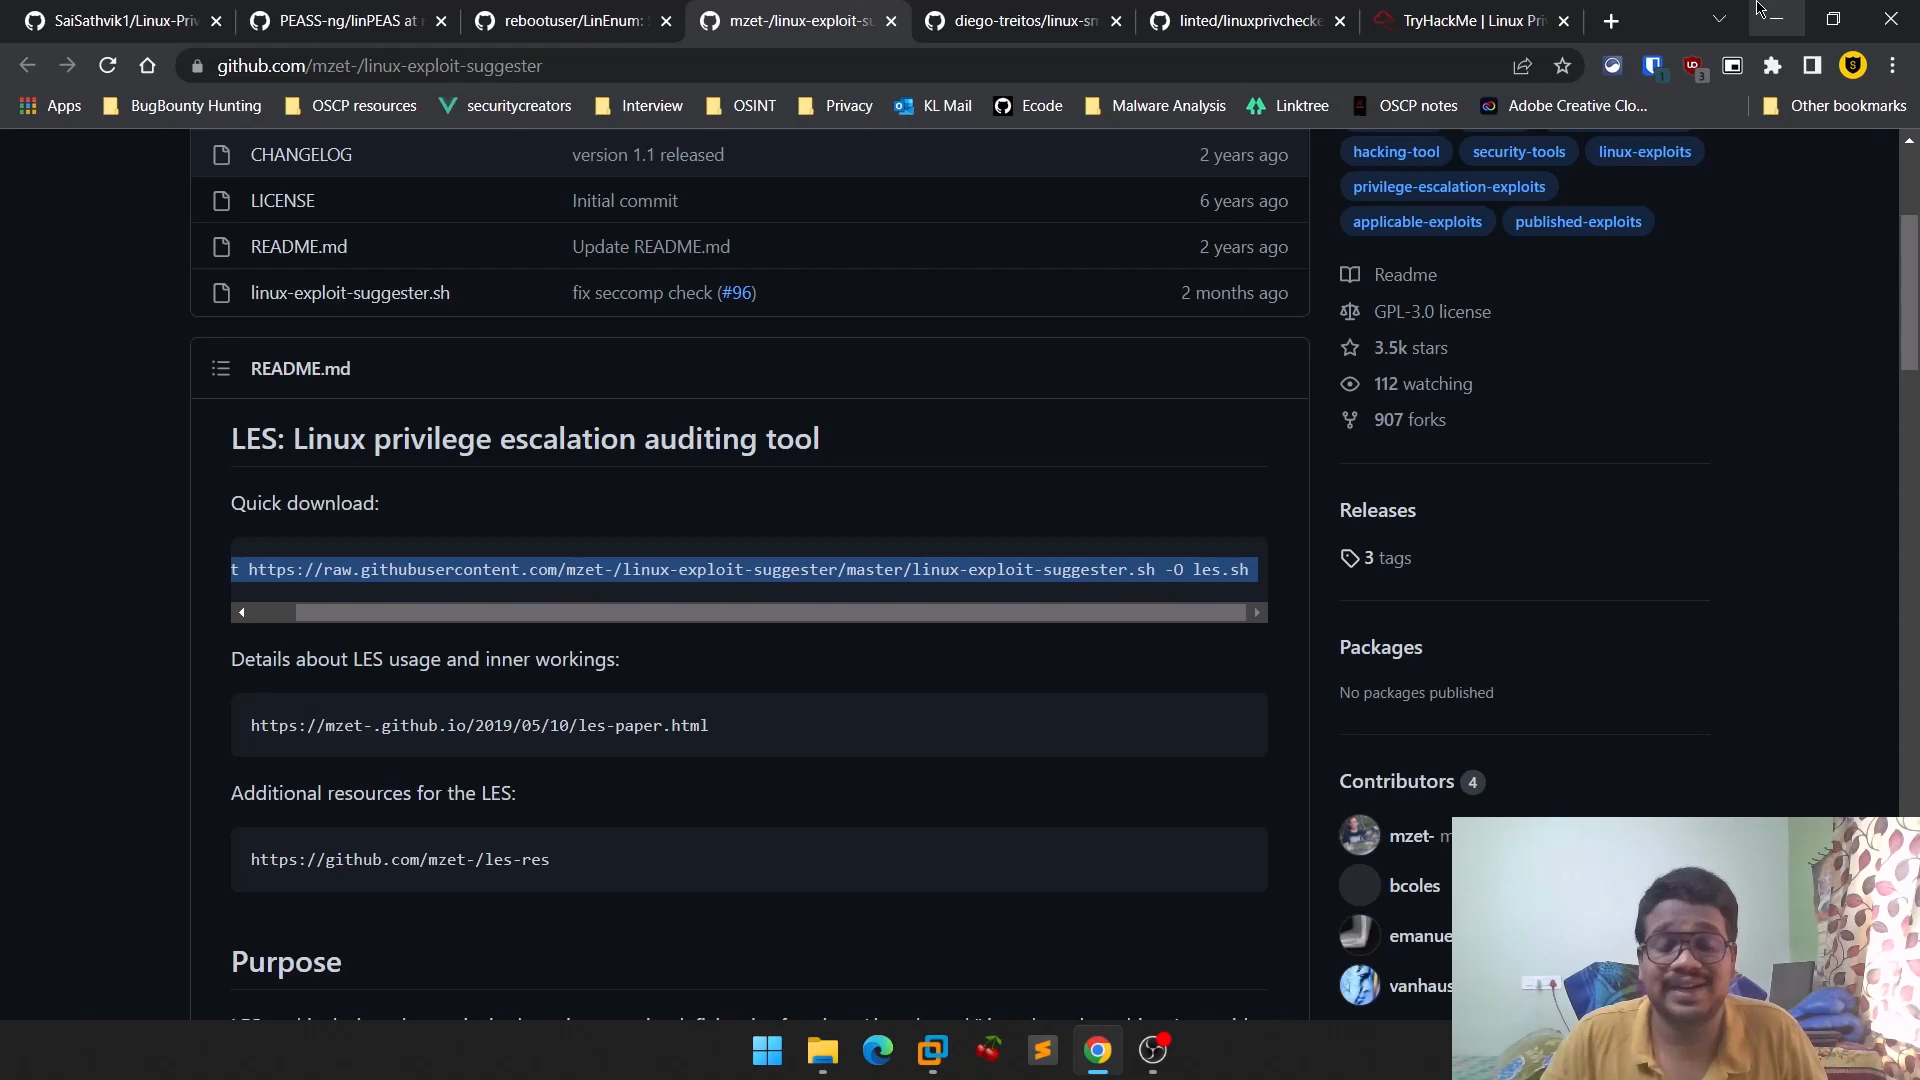 SaiSathvik1/Linux-Priv
PEASS-ng/linPEAS at
rebootuser/LinEnum:
mzet-/linux-exploit-su
diego-treitos/linux-sm
linted/linuxprivchecke
TryHackMe | Linux Pri
github.com/mzet-/linux-exploit-suggester
1
3
S
Apps
BugBounty Hunting
OSCP resources
securitycreators
Interview
OSINT
Privacy
KL Mail
Ecode
Malware Analysis
Linktree
OSCP notes
Adobe Creative Clo...
Other bookmarks
CHANGELOG version 1.1 released 2 years ago
LICENSE Initial commit 6 years ago
README.md Update README.md 2 years ago
linux-exploit-suggester.sh fix seccomp check (#96) 2 months ago
README.md
LES: Linux privilege escalation auditing tool
Quick download:
t https://raw.githubusercontent.com/mzet-/linux-exploit-suggester/master/linux-exploit-suggester.sh -O les.sh
Details about LES usage and inner workings:
https://mzet-.github.io/2019/05/10/les-paper.html
Additional resources for the LES:
https://github.com/mzet-/les-res
Purpose
hacking-tool security-tools linux-exploits
privilege-escalation-exploits
applicable-exploits published-exploits
Readme
GPL-3.0 license
3.5k stars
112 watching
907 forks
Releases
3 tags
Packages
No packages published
Contributors 4
mzet- m
bcoles
emanue
vanhaus